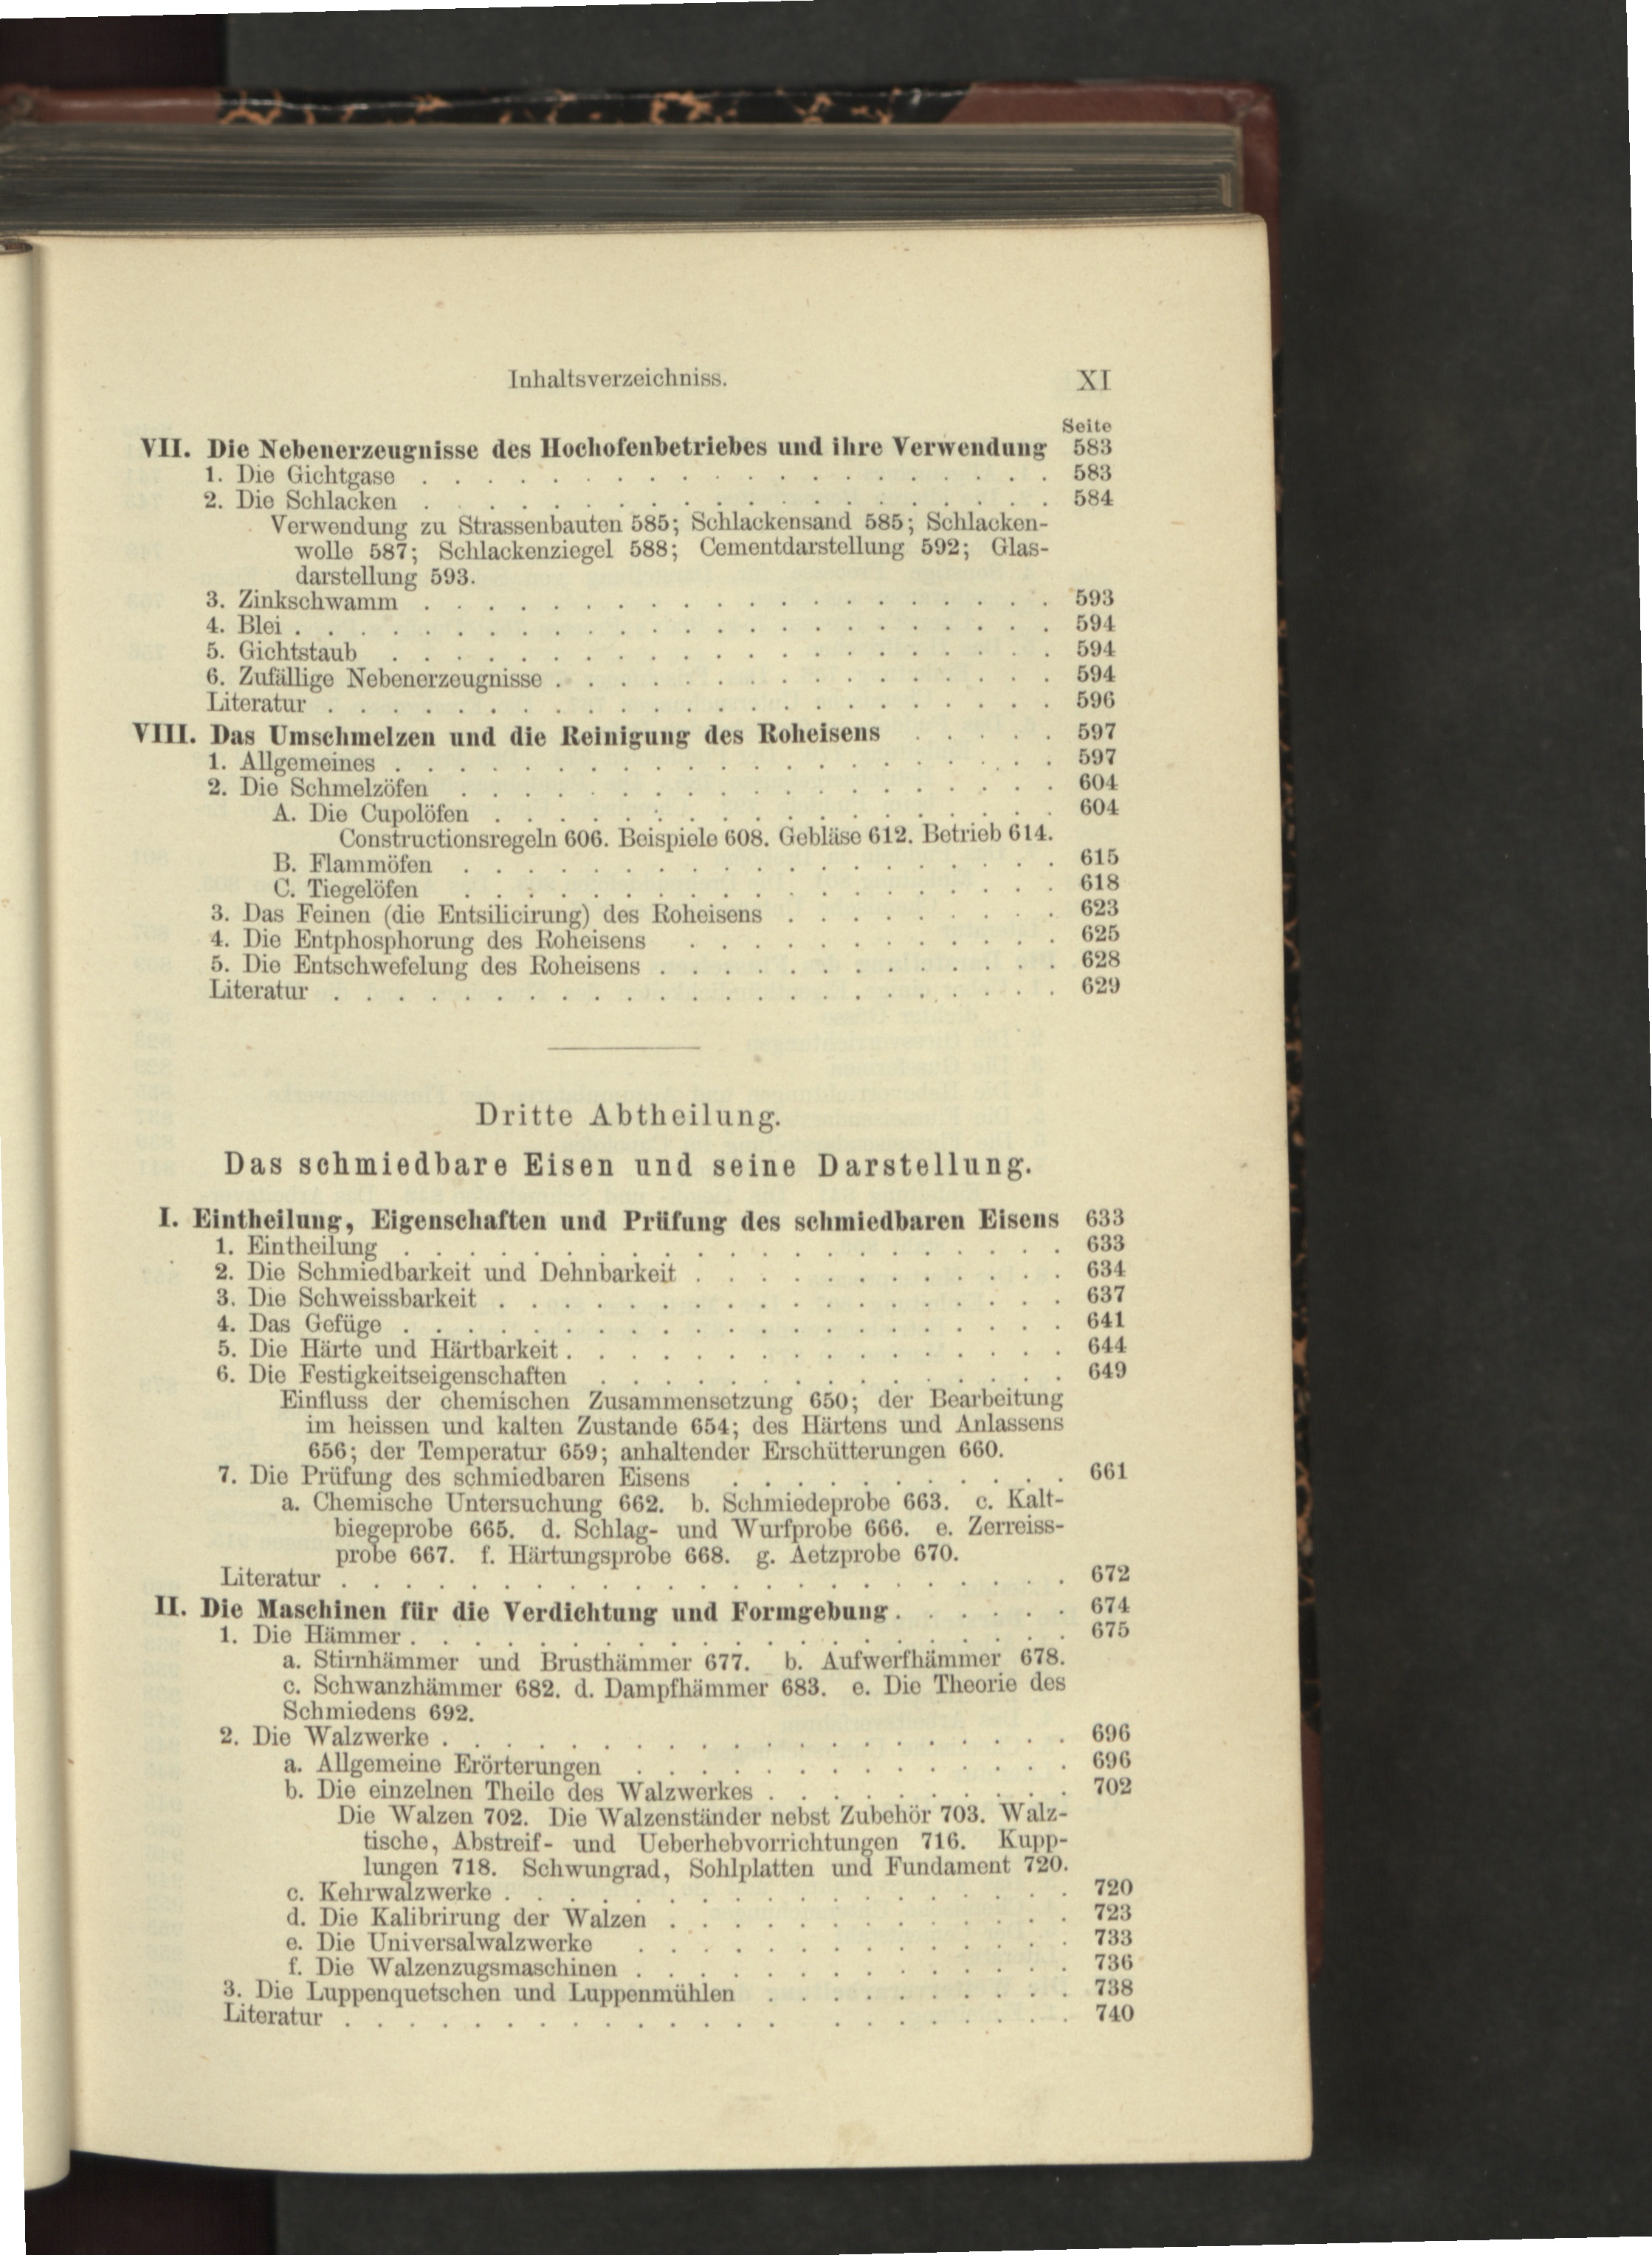 Inhaltsverzeichniss. XI
Seite
VII. Die Nebenerzeugnisse des Hochofenbetriebes und ihre Verwendung 583
1. Die Gichtgase . . . . . . . . . . . . . . . . . . . . 583
2. Die Schlacken . . . . . . . . . . . . . . . . . . . . 584
Verwendung zu Strassenbauten 585; Schlackensand 585; Schlacken-
wolle 587; Schlackenziegel 588; Cementdarstellung 592; Glas-
darstellung 593.
3. Zinkschwamm . . . . . . . . . . . . . . . . . . . . 593
4. Blei . . . . . . . . . . . . . . . . . . . . . . . . 594
5. Gichtstaub . . . . . . . . . . . . . . . . . . . . . 594
6. Zufällige Nebenerzeugnisse . . . . . . . . . . . . . . . . 594
Literatur . . . . . . . . . . . . . . . . . . . . . . . 596
VIII. Das Umschmelzen und die Reinigung des Roheisens . . . . . 597
1. Allgemeines . . . . . . . . . . . . . . . . . . . . . 597
2. Die Schmelzöfen . . . . . . . . . . . . . . . . . . . 604
A. Die Cupolöfen . . . . . . . . . . . . . . . . . . 604
Constructionsregeln 606. Beispiele 608. Gebläse 612. Betrieb 614.
B. Flammöfen . . . . . . . . . . . . . . . . . . . 615
C. Tiegelöfen . . . . . . . . . . . . . . . . . . . 618
3. Das Feinen (die Entsilicirung) des Roheisens . . . . . . . . . 623
4. Die Entphosphorung des Roheisens . . . . . . . . . . . . 625
5. Die Entschwefelung des Roheisens . . . . . . . . . . . . . 628
Literatur . . . . . . . . . . . . . . . . . . . . . . . 629
Dritte Abtheilung.
Das schmiedbare Eisen und seine Darstellung.
I. Eintheilung, Eigenschaften und Prüfung des schmiedbaren Eisens 633
1. Eintheilung . . . . . . . . . . . . . . . . . . . . . 633
2. Die Schmiedbarkeit und Dehnbarkeit . . . . . . . . . . . . 634
3. Die Schweissbarkeit . . . . . . . . . . . . . . . . . . 637
4. Das Gefüge . . . . . . . . . . . . . . . . . . . . . 641
5. Die Härte und Härtbarkeit . . . . . . . . . . . . . . . . 644
6. Die Festigkeitseigenschaften . . . . . . . . . . . . . . . 649
Einfluss der chemischen Zusammensetzung 650; der Bearbeitung
im heissen und kalten Zustande 654; des Härtens und Anlassens
656; der Temperatur 659; anhaltender Erschütterungen 660.
7. Die Prüfung des schmiedbaren Eisens . . . . . . . . . . . 661
a. Chemische Untersuchung 662. b. Schmiedeprobe 663. c. Kalt-
biegeprobe 665. d. Schlag- und Wurfprobe 666. e. Zerreiss-
probe 667. f. Härtungsprobe 668. g. Aetzprobe 670.
Literatur . . . . . . . . . . . . . . . . . . . . . . . 672
II. Die Maschinen für die Verdichtung und Formgebung . . . . . . 674
1. Die Hämmer . . . . . . . . . . . . . . . . . . . . . 675
a. Stirnhämmer und Brusthämmer 677. b. Aufwerfhämmer 678.
c. Schwanzhämmer 682. d. Dampfhämmer 683. e. Die Theorie des
Schmiedens 692.
2. Die Walzwerke . . . . . . . . . . . . . . . . . . . . 696
a. Allgemeine Erörterungen . . . . . . . . . . . . . . 696
b. Die einzelnen Theile des Walzwerkes . . . . . . . . . . 702
Die Walzen 702. Die Walzenständer nebst Zubehör 703. Walz-
tische, Abstreif- und Ueberhebvorrichtungen 716. Kupp-
lungen 718. Schwungrad, Sohlplatten und Fundament 720.
c. Kehrwalzwerke . . . . . . . . . . . . . . . . . . 720
d. Die Kalibrirung der Walzen . . . . . . . . . . . . . 723
e. Die Universalwalzwerke . . . . . . . . . . . . . . 733
f. Die Walzenzugsmaschinen . . . . . . . . . . . . . . 736
3. Die Luppenquetschen und Luppenmühlen . . . . . . . . . . 738
Literatur . . . . . . . . . . . . . . . . . . . . . . . 740